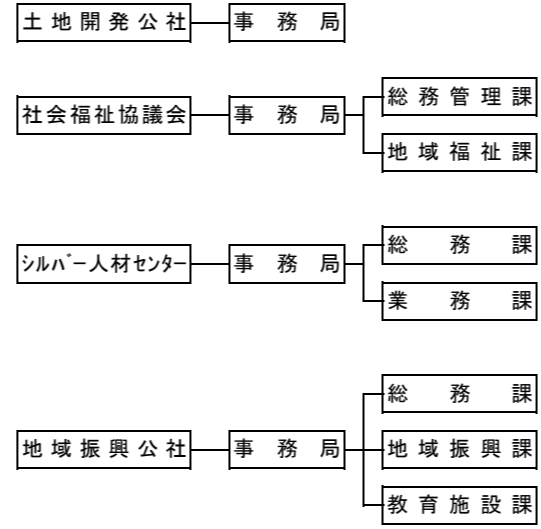 土地開発公社 事務局
社会福祉協議会 事務局 総務管理課
地域福祉課
シルバー人材センター 事務局 総務課
業務課
総務課
地域振興公社 事務局 地域振興課
教育施設課